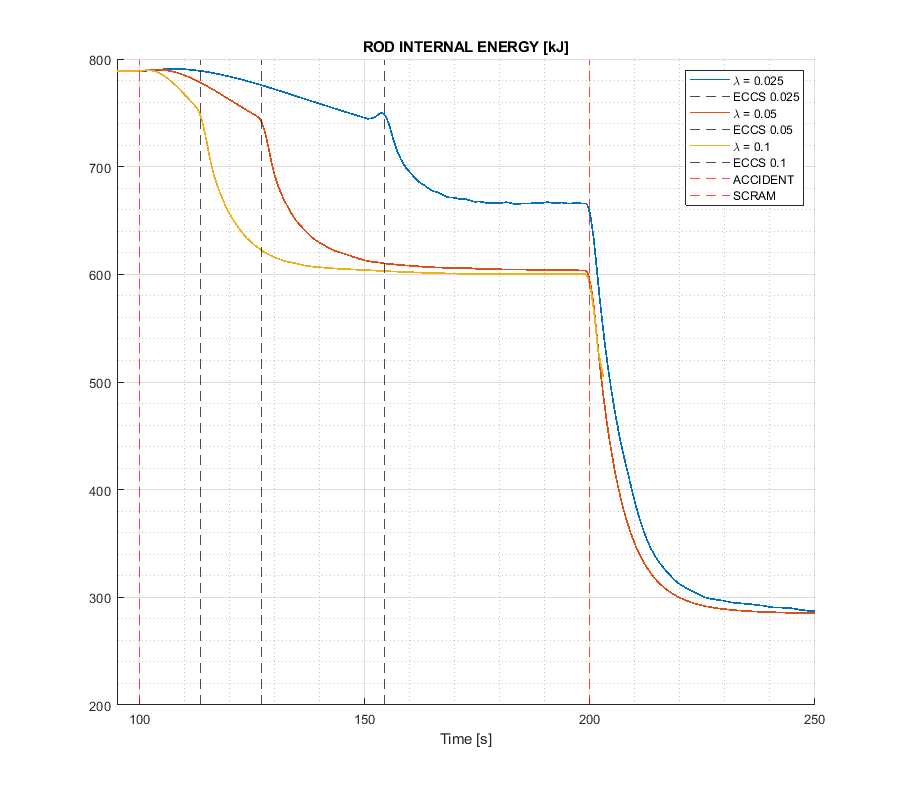 ROD INTERNAL ENERGY [kJ]
800
700
600
500
400
300
200
100
150
200
250
Time [s]
λ = 0.025
ECCS 0.025
λ = 0.05
ECCS 0.05
λ = 0.1
ECCS 0.1
ACCIDENT
SCRAM